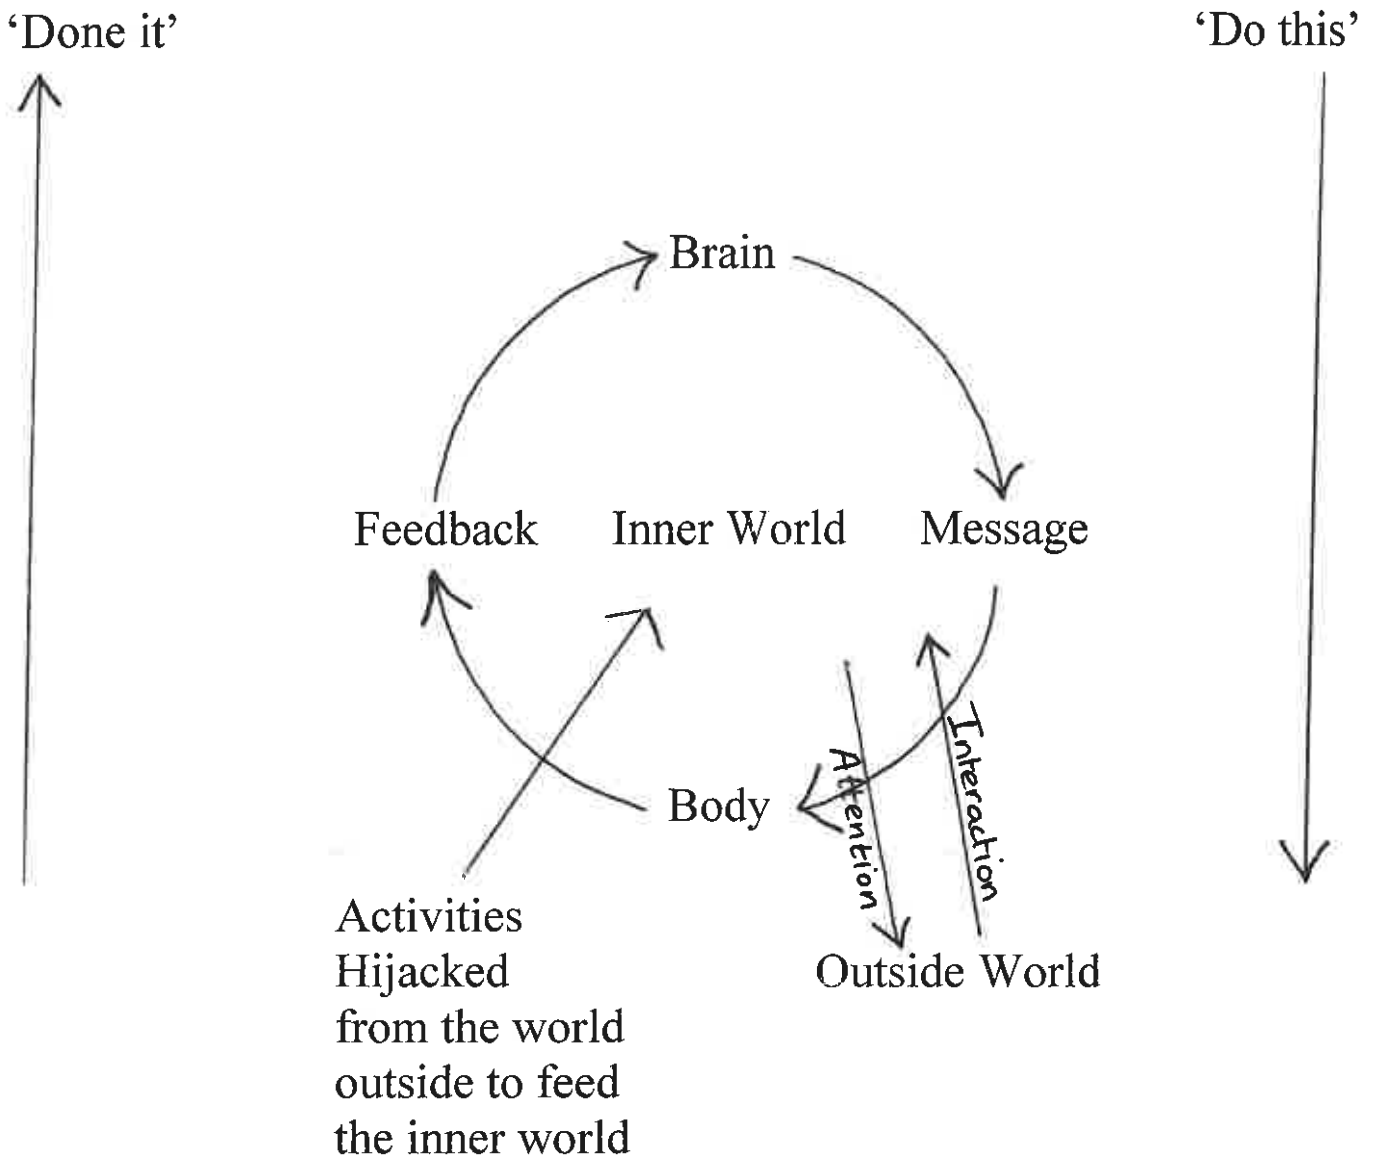 ‘Done it’
‘Do this’
Brain
Feedback
Inner World
Message
Body
Attention
Interaction
Activities
Hijacked
from the world
outside to feed
the inner world
Outside World